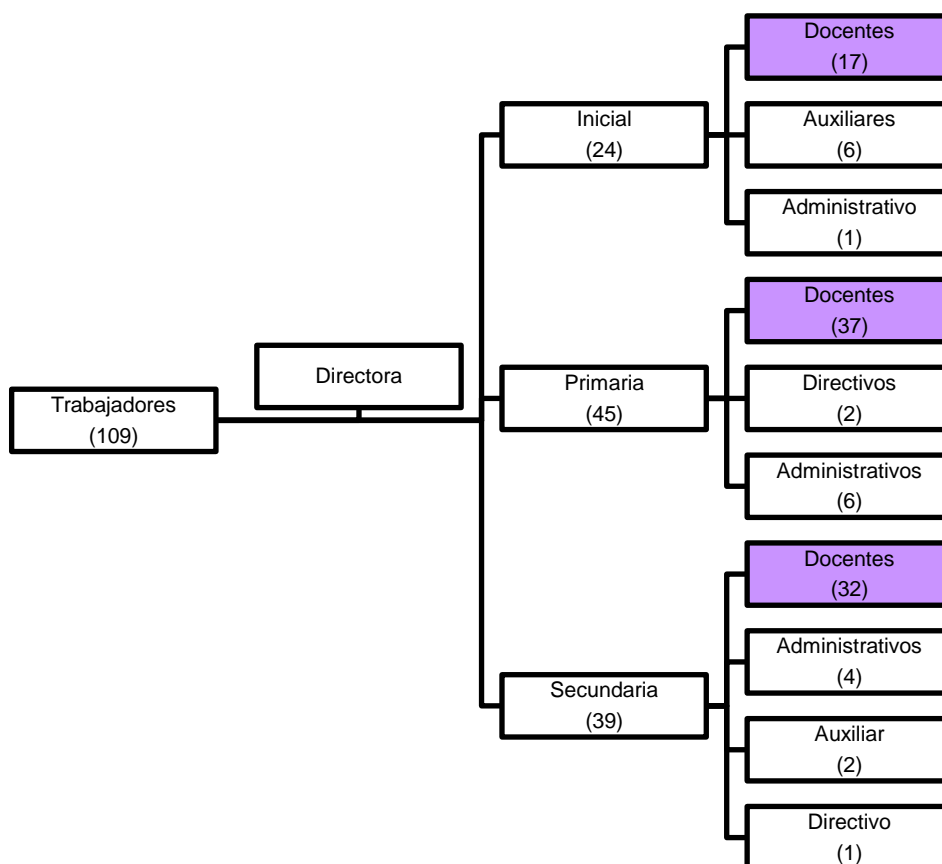 Trabajadores
(109)
Directora
Inicial
(24)
Docentes
(17)
Auxiliares
(6)
Administrativo
(1)
Primaria
(45)
Docentes
(37)
Directivos
(2)
Administrativos
(6)
Secundaria
(39)
Docentes
(32)
Administrativos
(4)
Auxiliar
(2)
Directivo
(1)